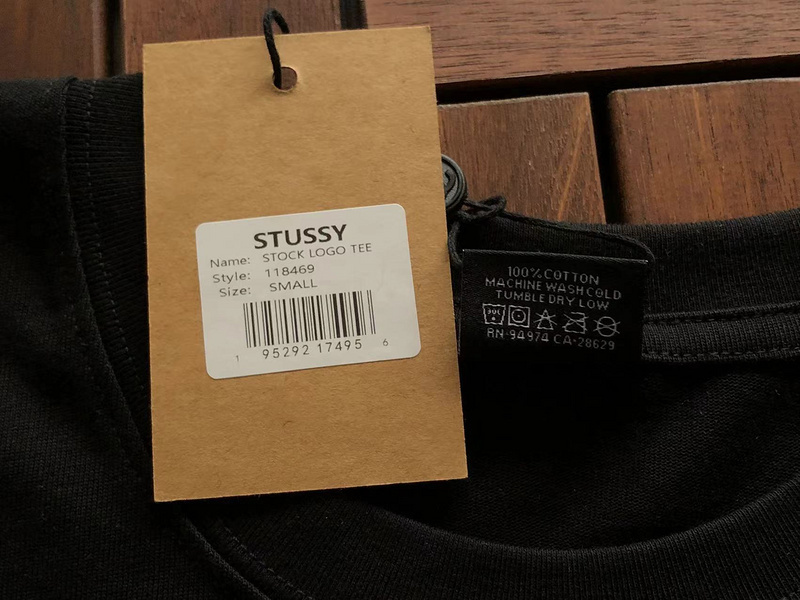 STUSSY
Name: STOCK LOGO TEE
Style: 118469
Size: SMALL
1 95292 17495 6
100% COTTON
MACHINE WASH COLD
TUMBLE DRY LOW
RN-94974 CA-28629